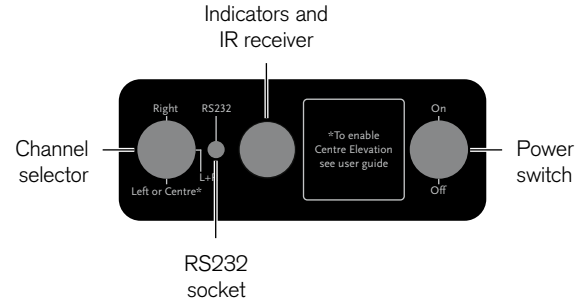 Indicators and
IR receiver
Right
RS232
On
*To enable
Centre Elevation
see user guide
Channel
selector
Power
switch
L+R
Left or Centre*
Off
RS232
socket